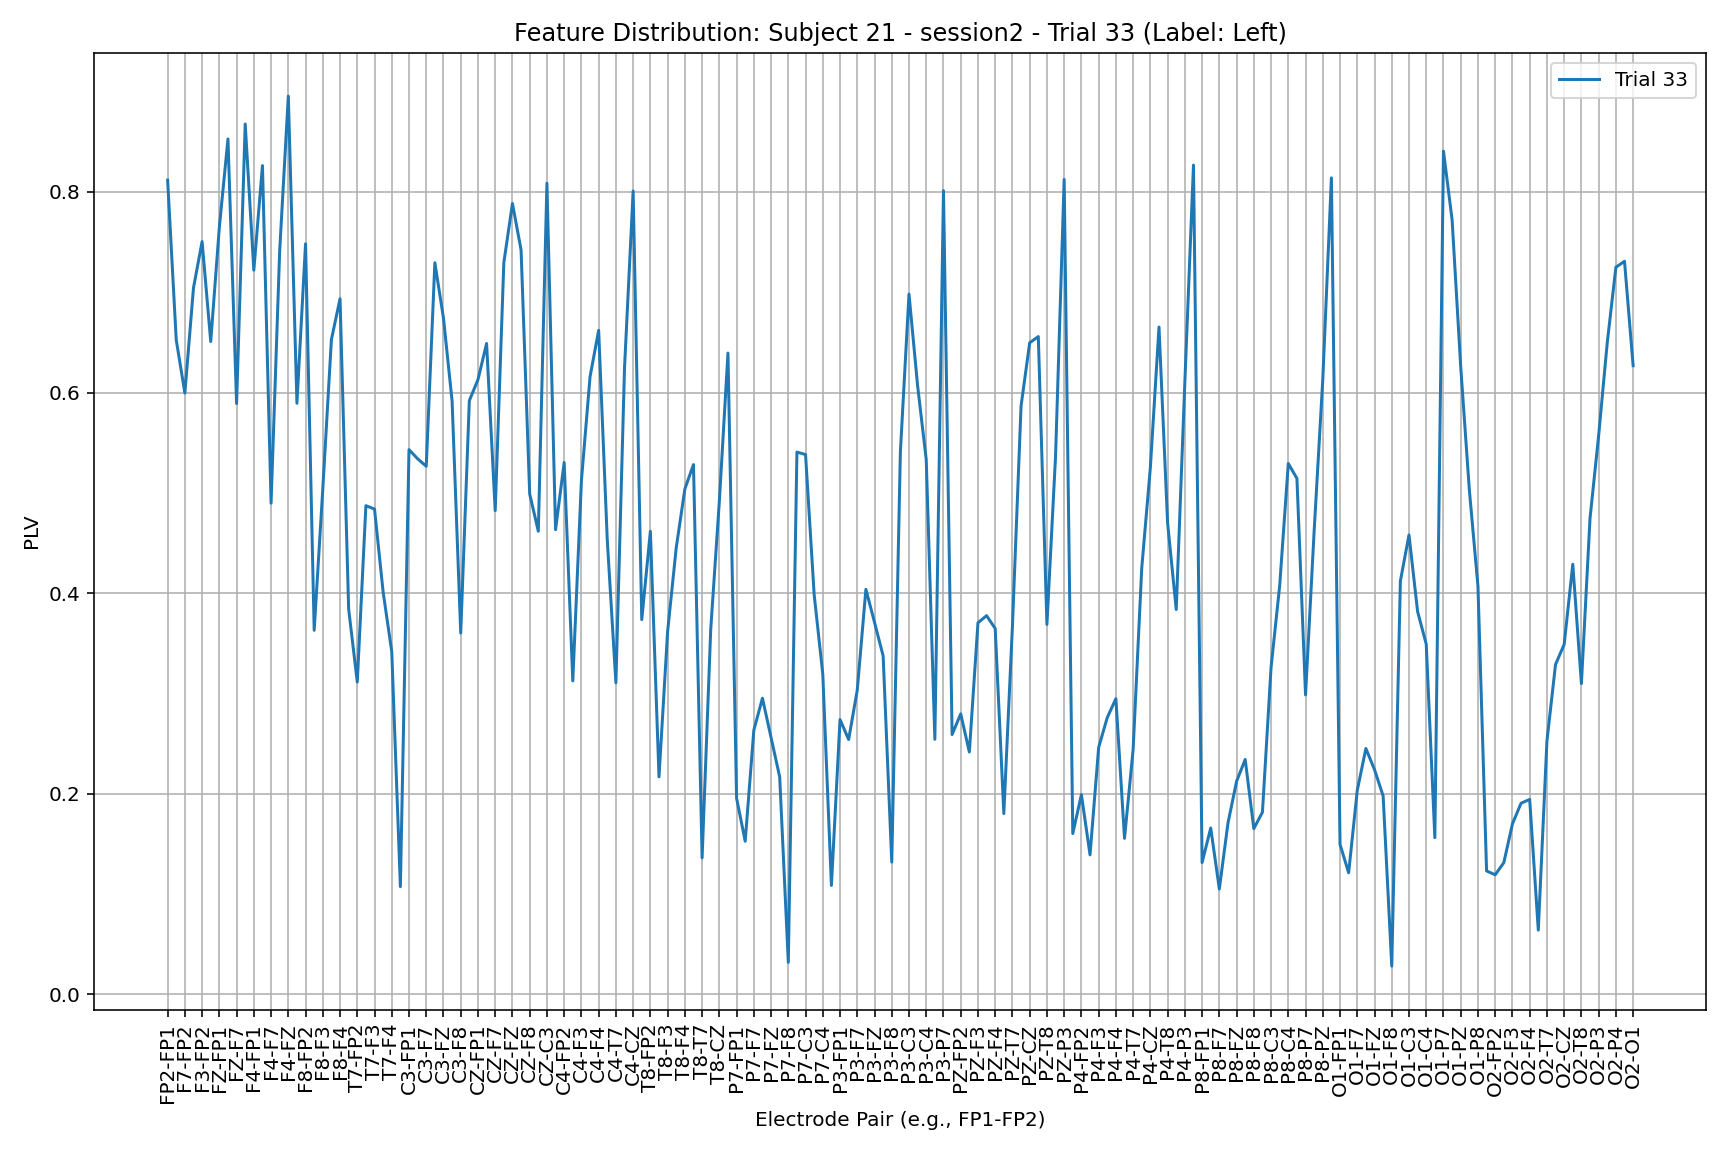 Feature Distribution: Subject 21 - session2 - Trial 33 (Label: Left)
Trial 33
PLV
0.8
0.6
0.4
0.2
0.0
FP2-FP1
F7-FP2
F3-FP2
FZ-FP1
FZ-F7
F4-FP1
F4-F7
F4-FZ
F8-FP2
F8-F3
F8-F4
T7-FP2
T7-F3
T7-F4
C3-FP1
C3-F7
C3-FZ
C3-F8
CZ-FP1
CZ-F7
CZ-FZ
CZ-F8
CZ-C3
C4-FP2
C4-F3
C4-F4
C4-T7
C4-CZ
T8-FP2
T8-F3
T8-F4
T8-T7
T8-CZ
P7-FP1
P7-F7
P7-FZ
P7-F8
P7-C3
P7-C4
P3-FP1
P3-F7
P3-FZ
P3-F8
P3-C3
P3-C4
P3-P7
PZ-FP2
PZ-F3
PZ-F4
PZ-T7
PZ-CZ
PZ-T8
PZ-P3
P4-FP2
P4-F3
P4-F4
P4-T7
P4-CZ
P4-T8
P4-P3
P8-FP1
P8-F7
P8-FZ
P8-F8
P8-C3
P8-C4
P8-P7
P8-PZ
O1-FP1
O1-F7
O1-FZ
O1-F8
O1-C3
O1-C4
O1-P7
O1-PZ
O1-P8
O2-FP2
O2-F3
O2-F4
O2-T7
O2-CZ
O2-T8
O2-P3
O2-P4
O2-O1
Electrode Pair (e.g., FP1-FP2)